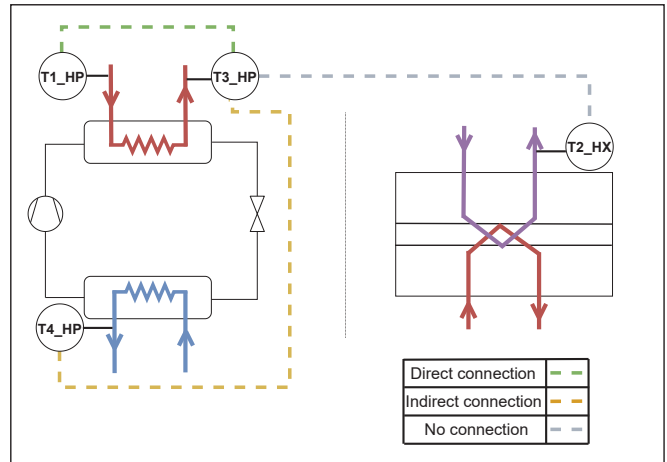 T1_HP
T3_HP
T2_HX
T4_HP
Direct connection
Indirect connection
No connection